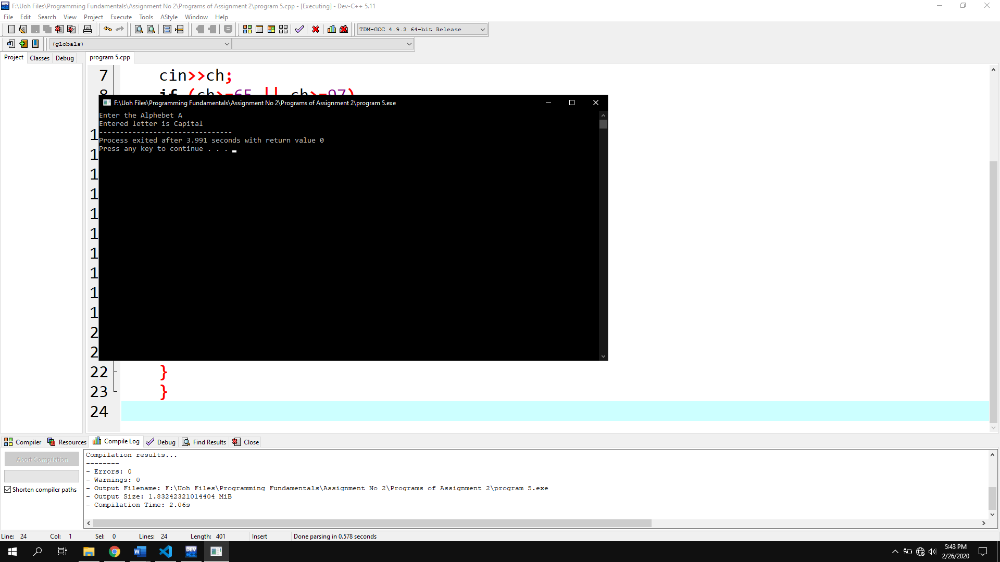 F:\Uoh Files\Programming Fundamentals\Assignment No 2\Programs of Assignment 2\program 5.cpp - [Executing] - Dev-C++ 5.11
File Edit Search View Project Execute Tools AStyle Window Help
TDM-GCC 4.9.2 64-bit Release
(globals)
Project Classes Debug
program 5.cpp
7 cin>>ch;
8 if (ch>=65 || ch>=97)
F:\Uoh Files\Programming Fundamentals\Assignment No 2\Programs of Assignment 2\program 5.exe
Enter the Alphebet A
Entered letter is Capital
--------------------------------
Process exited after 3.991 seconds with return value 0
Press any key to continue . . .
1
1
1
1
1
1
1
1
1
1
2
2
22 }
23 }
24
Compiler Resources Compile Log Debug Find Results Close
Abort Compilation
Shorten compiler paths
Compilation results...
--------
- Errors: 0
- Warnings: 0
- Output Filename: F:\Uoh Files\Programming Fundamentals\Assignment No 2\Programs of Assignment 2\program 5.exe
- Output Size: 1.83242321014404 MiB
- Compilation Time: 2.06s
Line: 24 Col: 1 Sel: 0 Lines: 24 Length: 401 Insert Done parsing in 0.578 seconds
DEV
5:43 PM
2/26/2020